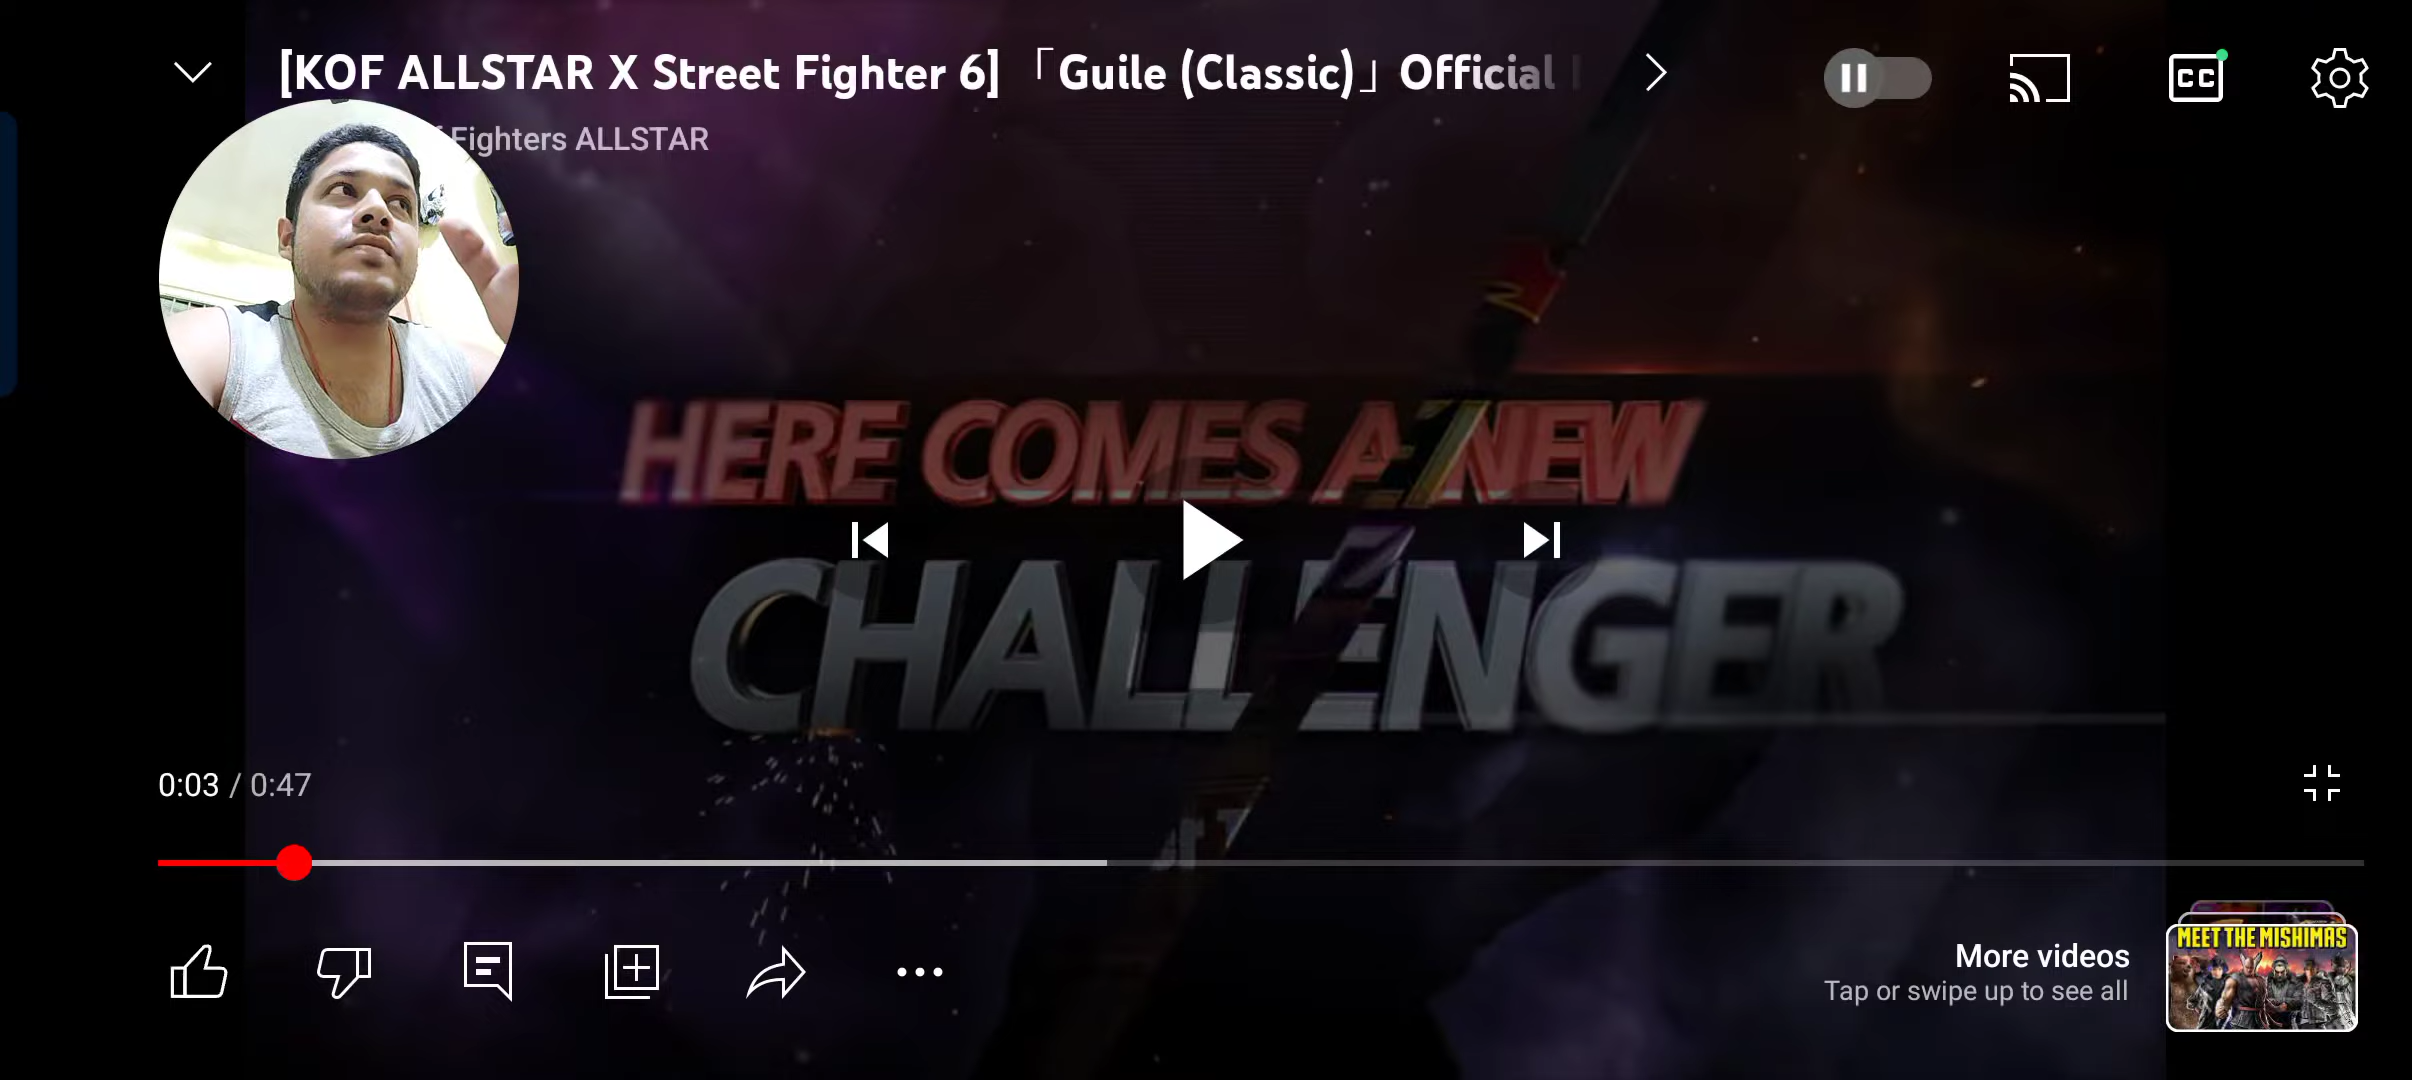 [KOF ALLSTAR X Street Fighter 6]「Guile (Classic)」Official
Fighters ALLSTAR
CC
HERE COMES A NEW
CHALLENGER
0:03 / 0:47
More videos
Tap or swipe up to see all
MEET THE MISHIMAS